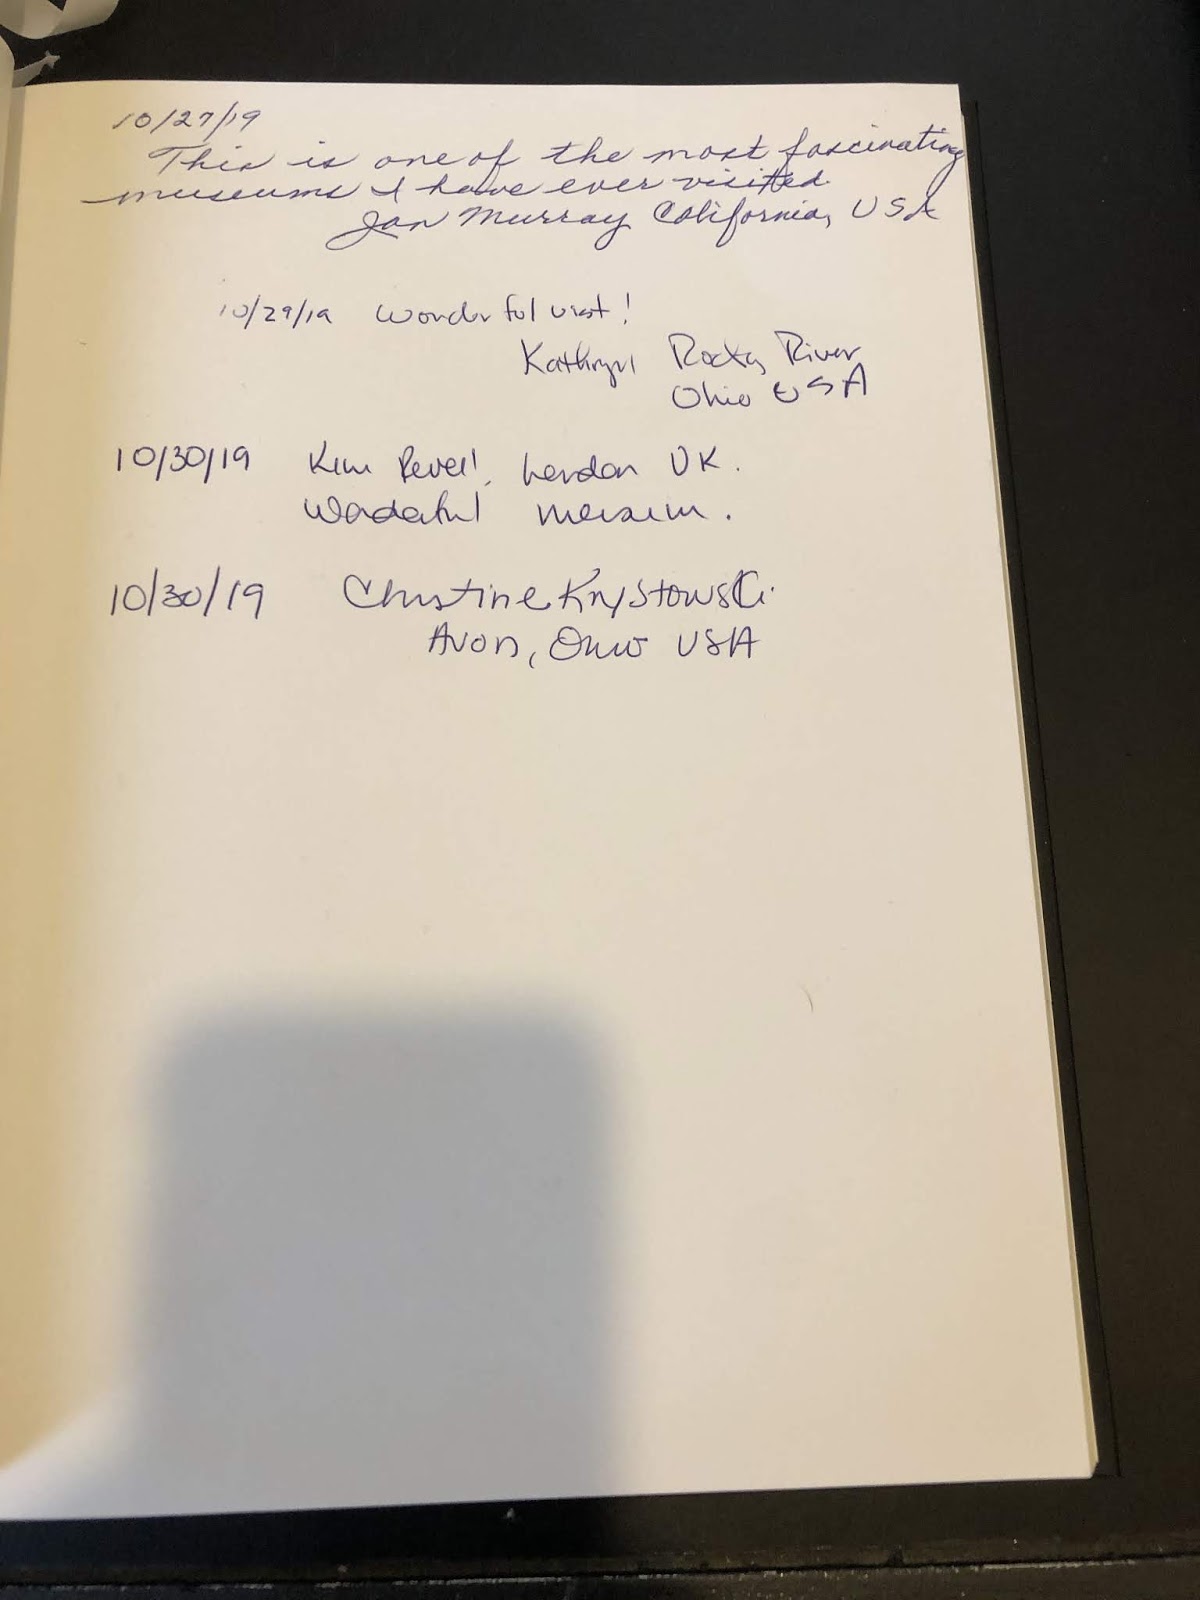 10/27/19
This is one of the most fascinating
museums I have ever visited.
Jan Murray California, USA
10/29/19 Wonderful visit!
Kathryn Rocky River
Ohio USA
10/30/19 Kim Revell, London UK.
Wonderful museum.
10/30/19 Christine Krystowski
Avon, Ohio USA